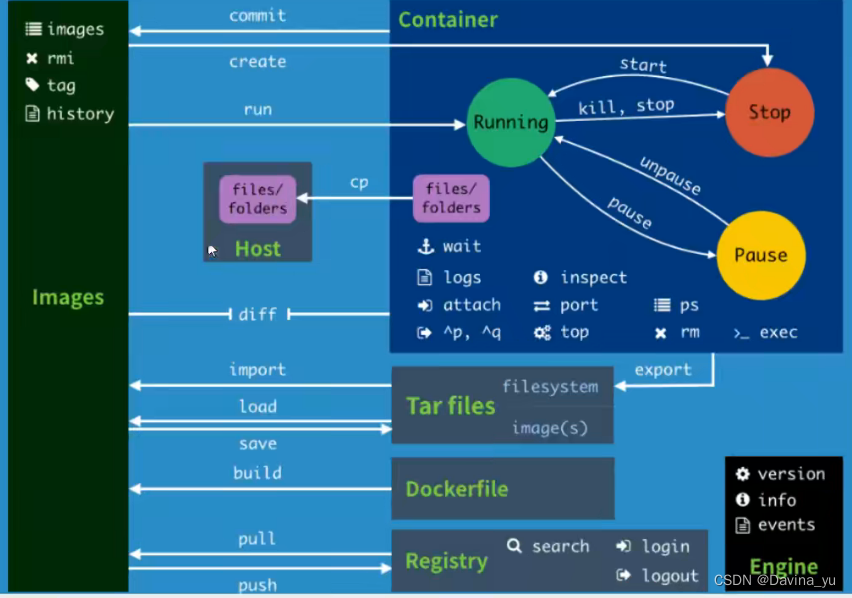 images
rmi
tag
history
Images
commit
create
run
Container
start
kill, stop
Running
Stop
unpause
pause
Pause
files/
folders
Host
cp
files/
folders
wait
logs
inspect
attach
port
ps
^p, ^q
top
rm
>_ exec
diff
import
load
save
build
pull
push
Tar files
filesystem
image(s)
export
Dockerfile
Registry
search
login
logout
version
info
events
Engine
CSDN @Davina_yu